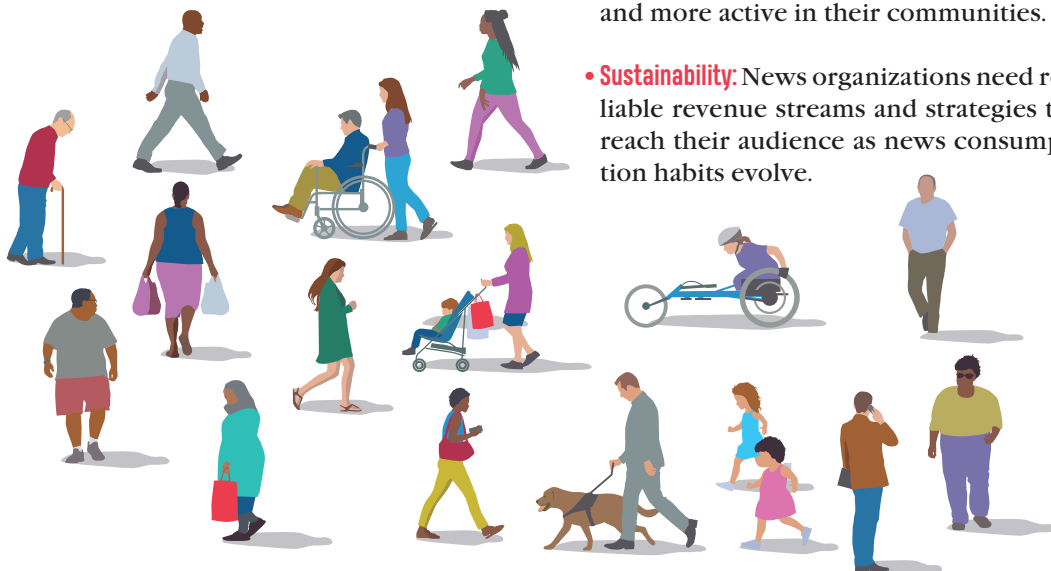 and more active in their communities.
• Sustainability: News organizations need re
liable revenue streams and strategies t
reach their audience as news consump
tion habits evolve.